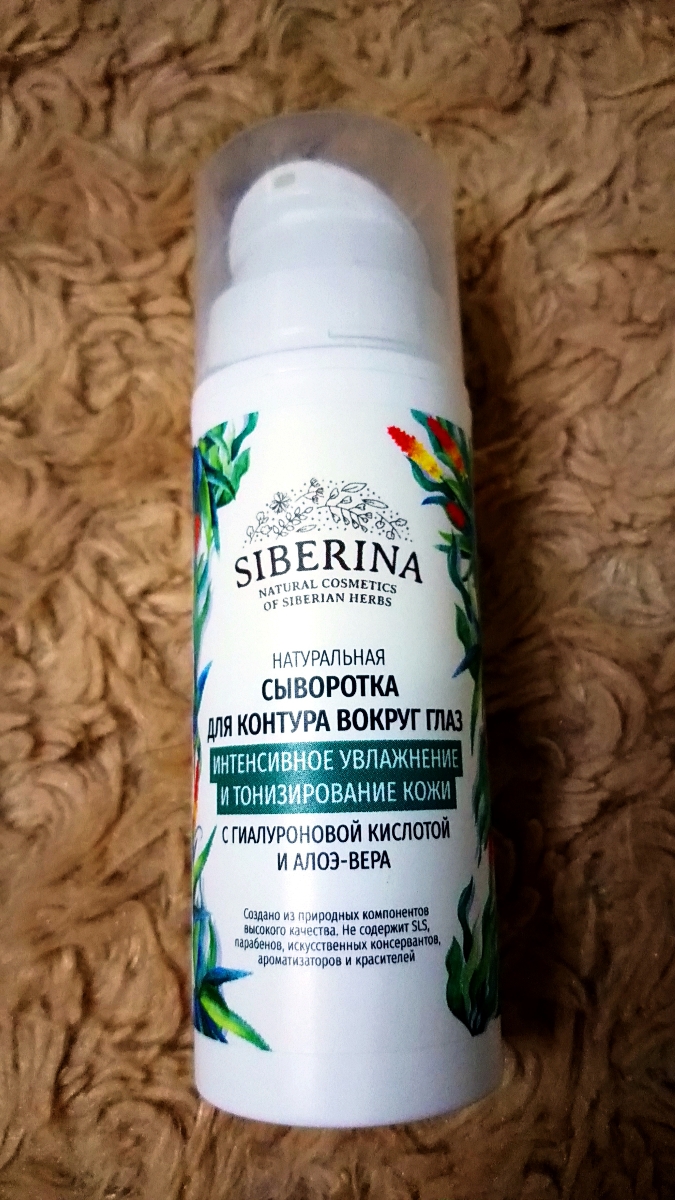 SIBERINA
NATURAL COSMETICS
OF SIBERIAN HERBS
НАТУРАЛЬНАЯ
СЫВОРОТКА
ДЛЯ КОНТУРА ВОКРУГ ГЛАЗ
ИНТЕНСИВНОЕ УВЛАЖНЕНИЕ
И ТОНИЗИРОВАНИЕ КОЖИ
С ГИАЛУРОНОВОЙ КИСЛОТОЙ
И АЛОЭ-ВЕРА
Создано из природных компонентов
высокого качества. Не содержит SLS,
парабенов, искусственных консервантов,
ароматизаторов и красителей